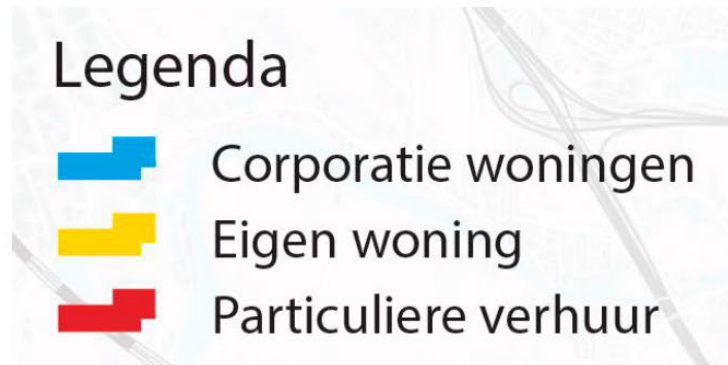 Legenda
Corporatie woningen
Eigen woning
Particuliere verhuur